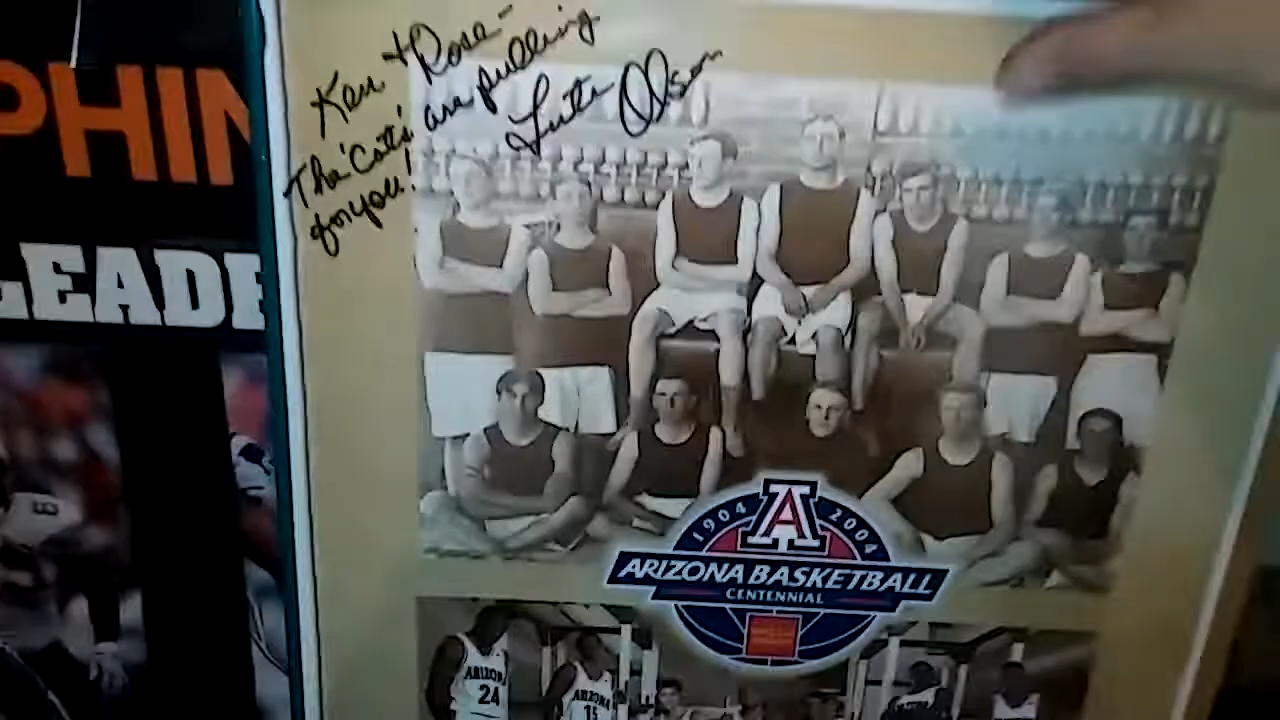 Ken + Rose-
The 'Cats' are pulling
for you!
Lute Olson
PHIN
LEADE
1904 2004
A
ARIZONA BASKETBALL
CENTENNIAL
ARIZONA
24
ARIZONA
15